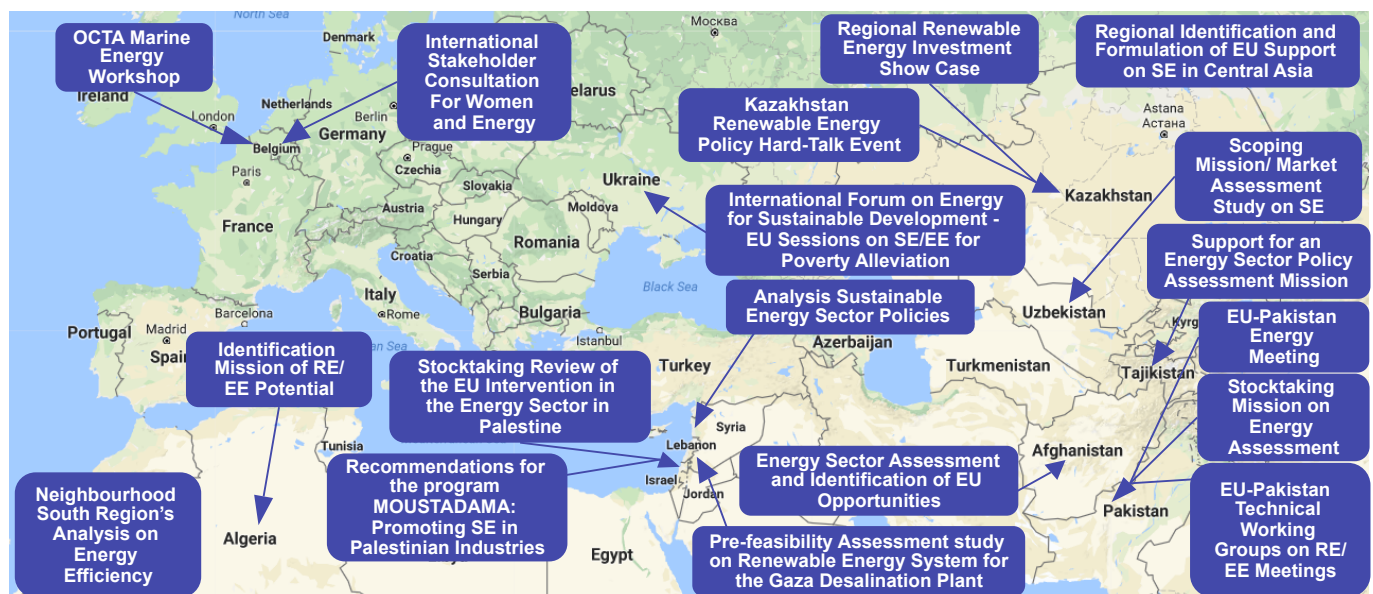 North Sea
Москва
OCTA Marine
Energy
Workshop
Denmark
International
Stakeholder
Consultation
For Women
and Energy
Regional Renewable
Energy Investment
Show Case
Regional Identification and
Formulation of EU Support
on SE in Central Asia
Ireland
London
Netherlands
Berlin
Germany
Belgium
elarus
Kazakhstan
Renewable Energy
Policy Hard-Talk Event
Astana
Астана
Paris
Prague
Czechia
Slovakia
Ukraine
Scoping
Mission/ Market
Assessment
Study on SE
Kazakhstan
France
Austria
Hungary
Moldova
Romania
International Forum on Energy
for Sustainable Development -
EU Sessions on SE/EE for
Poverty Alleviation
Croatia
Serbia
Support for an
Energy Sector Policy
Assessment Mission
Italy
Rome
Bulgaria
Black Sea
Analysis Sustainable
Energy Sector Policies
Uzbekistan
Kyrg
Barcelona
Portugal
Madrid
Spain
an Sea
Istanbul
Azerbaijan
EU-Pakistan
Energy
Meeting
Identification
Mission of RE/
EE Potential
Stocktaking Review of
the EU Intervention in
the Energy Sector in
Palestine
Turkey
Turkmenistan
Tajikistan
Stocktaking
Mission on
Energy
Assessment
Tunisia
Syria
Lebanon
Israel
Jordan
Afghanistan
Energy Sector Assessment
and Identification of EU
Opportunities
Recommendations for
the program
MOUSTADAMA:
Promoting SE in
Palestinian Industries
Neighbourhood
South Region's
Analysis on
Energy
Efficiency
Pakistan
EU-Pakistan
Technical
Working
Groups on RE/
EE Meetings
Algeria
Egypt
Pre-feasibility Assessment study
on Renewable Energy System for
the Gaza Desalination Plant